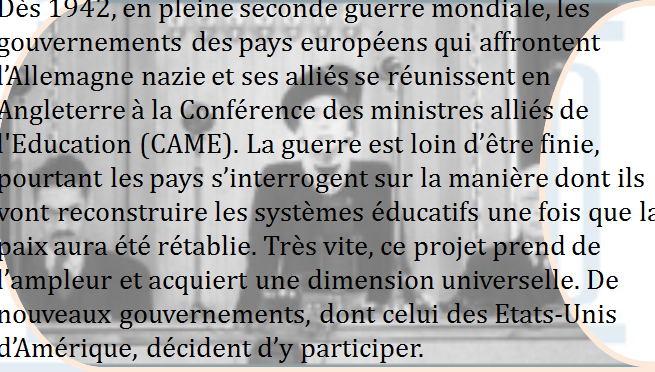 Dès 1942, en pleine seconde guerre mondiale, les
gouvernements des pays européens qui affrontent
l'Allemagne nazie et ses alliés se réunissent en
Angleterre à la Conférence des ministres alliés de
l'Education (CAME). La guerre est loin d’être finie,
pourtant les pays s’interrogent sur la manière dont ils
vont reconstruire les systèmes éducatifs une fois que la
paix aura été rétablie. Très vite, ce projet prend de
l’ampleur et acquiert une dimension universelle. De
nouveaux gouvernements, dont celui des Etats-Unis
d’Amérique, décident d’y participer.